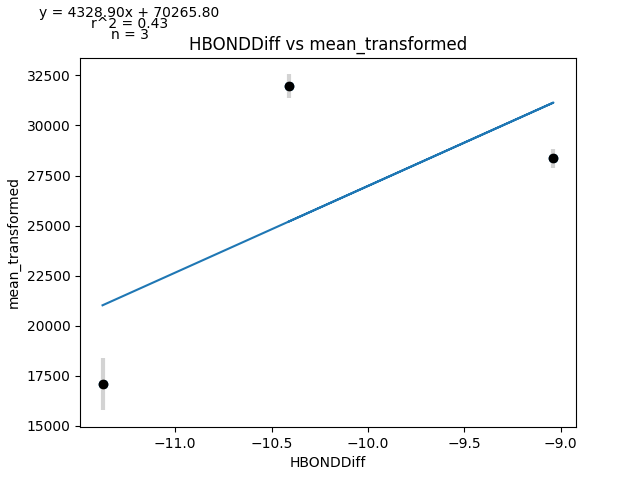 y = 4328.90x + 70265.80
r^2 = 0.43
n = 3
HBONDDiff vs mean_transformed
32500
30000
27500
25000
22500
20000
17500
15000
mean_transformed
−11.0
−10.5
−10.0
−9.5
−9.0
HBONDDiff